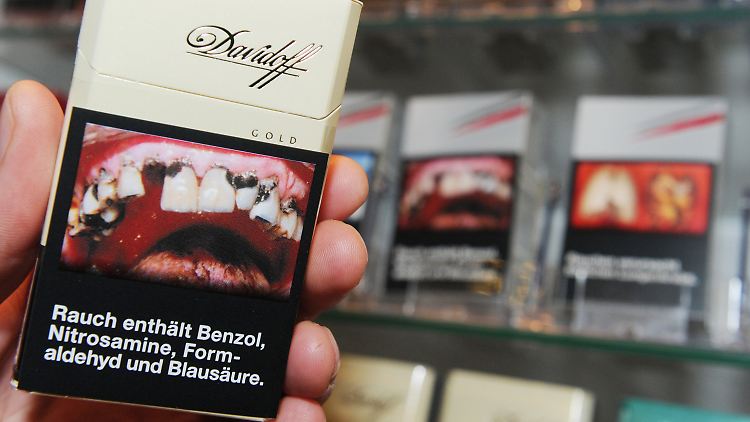 Davidoff
GOLD
Rauch enthält Benzol,
Nitrosamine, Form-
aldehyd und Blausäure.